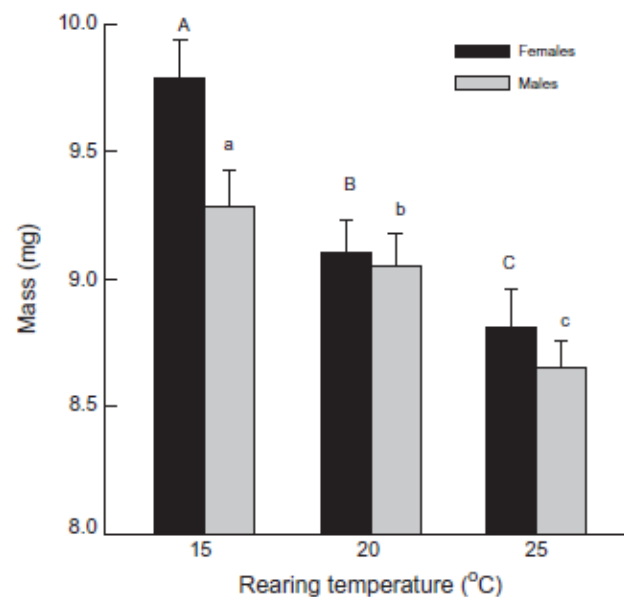 10.0
9.5
9.0
8.5
8.0
Mass (mg)
Females
Males
A
a
B
b
C
c
15 20 25
Rearing temperature (°C)